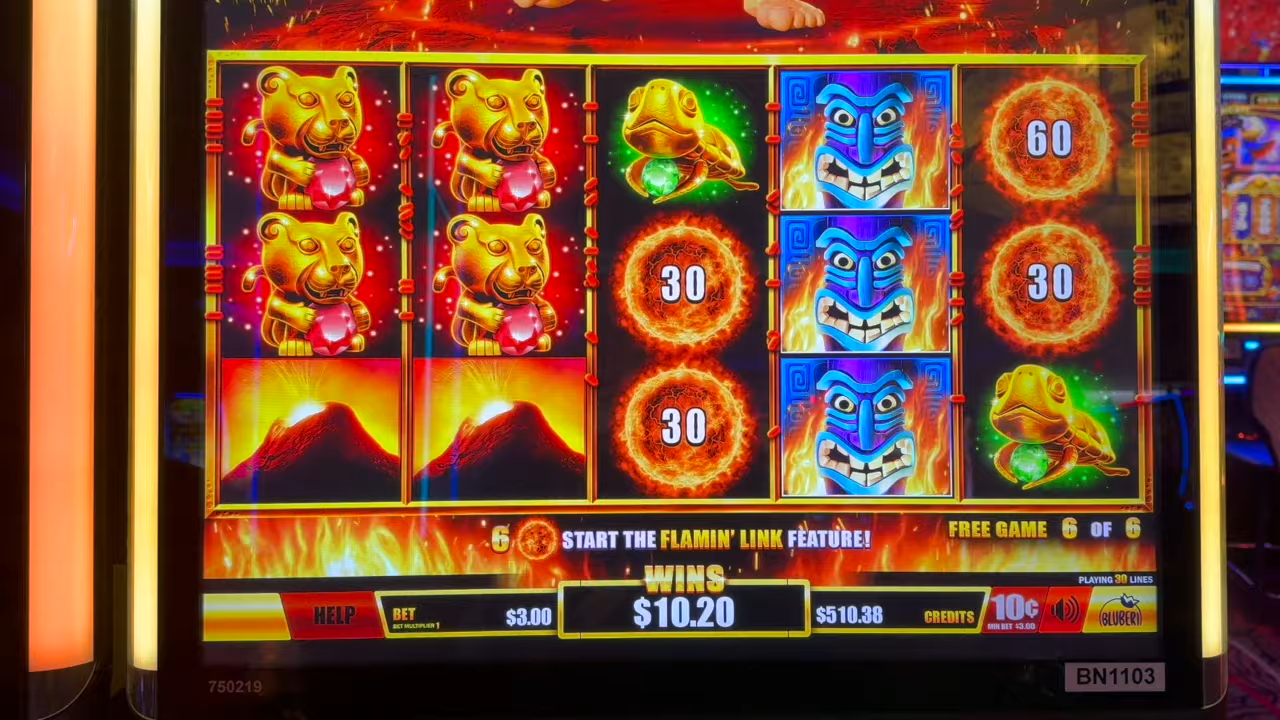 60
30
30
30
6 START THE FLAMIN' LINK FEATURE!
FREE GAME 6 OF 6
PLAYING 30 LINES
WINS
HELP
BET
BET MULTIPLIER 1
$3.00
$10.20
$510.38
CREDITS
10¢
MIN BET $3.00
BLUBERI
750219
BN1103